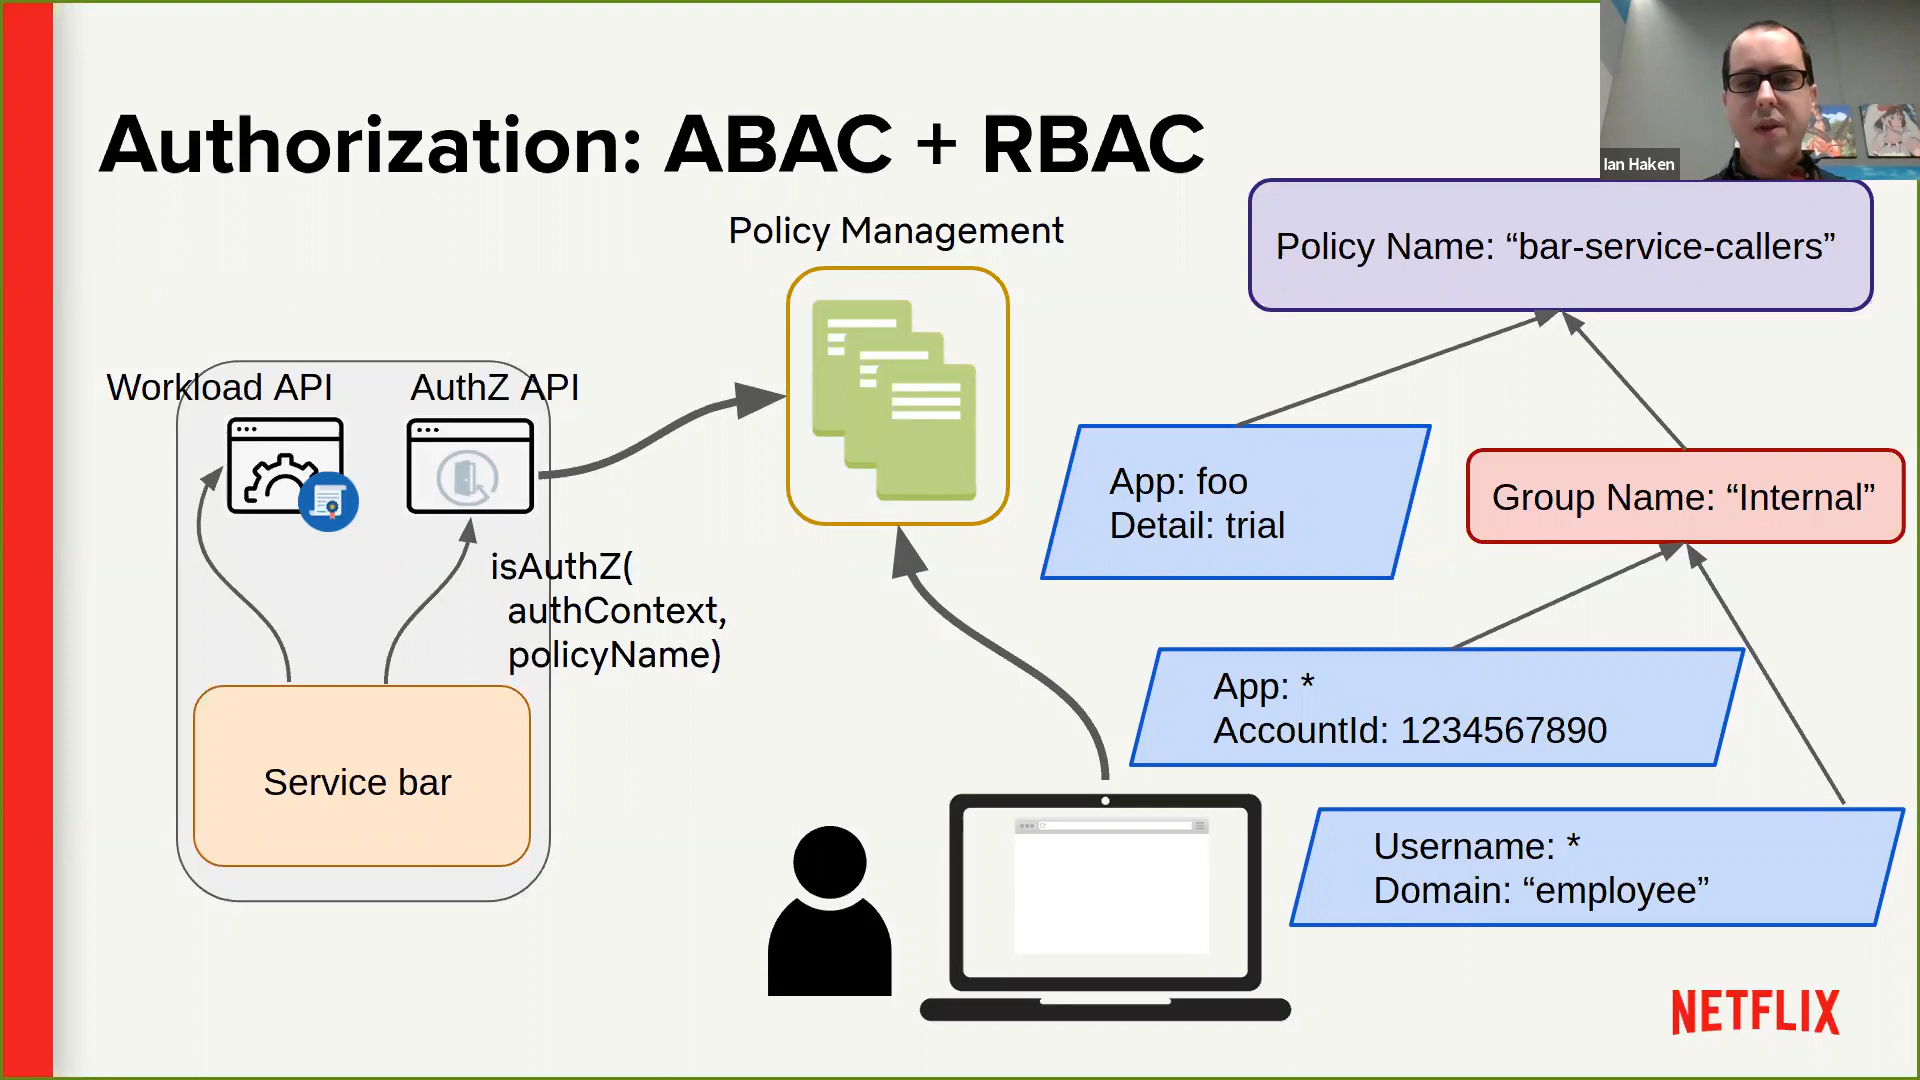 Authorization: ABAC + RBAC
Ian Haken
Policy Management
Policy Name: “bar-service-callers”
Workload API
AuthZ API
isAuthZ(
authContext,
policyName)
Service bar
App: foo
Detail: trial
Group Name: “Internal”
App: *
AccountId: 1234567890
Username: *
Domain: “employee”
NETFLIX